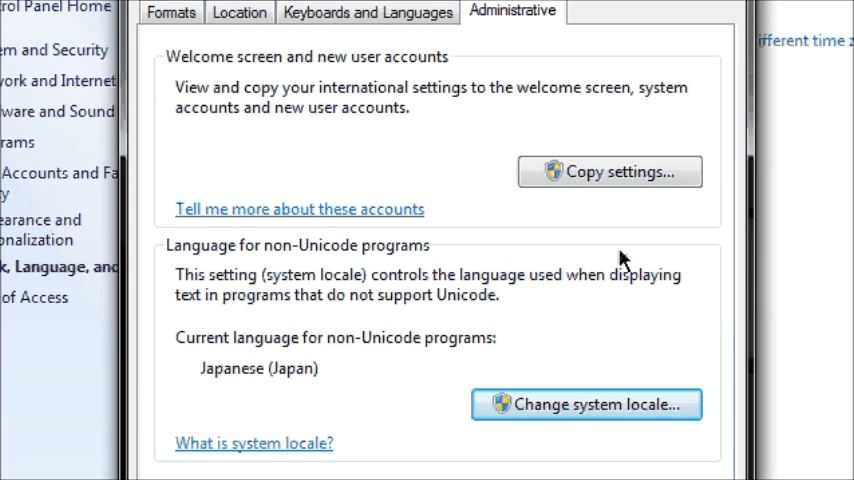 Formats
Location
Keyboards and Languages
Administrative
rol Panel Home
em and Security
work and Internet
ware and Sound
rams
Accounts and Fa
y
earance and
onalization
k, Language, and
of Access
ifferent time z
Welcome screen and new user accounts
View and copy your international settings to the welcome screen, system
accounts and new user accounts.
Copy settings...
Tell me more about these accounts
Language for non-Unicode programs
This setting (system locale) controls the language used when displaying
text in programs that do not support Unicode.
Current language for non-Unicode programs:
Japanese (Japan)
Change system locale...
What is system locale?